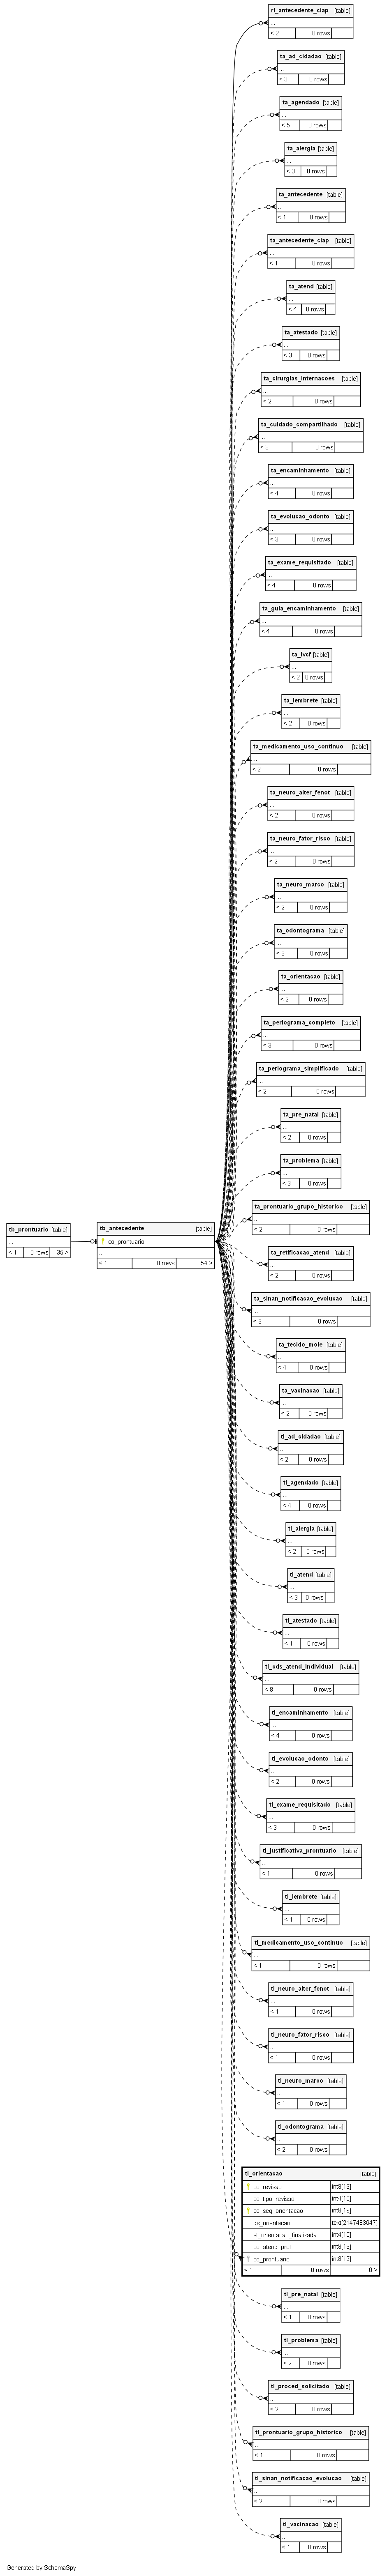 rl_antecedente_ciap [table]
...
< 2 0 rows
ta_ad_cidadao [table]
...
< 3 0 rows
ta_agendado [table]
...
< 5 0 rows
ta_alergia [table]
...
< 3 0 rows
ta_antecedente [table]
...
< 1 0 rows
ta_antecedente_ciap [table]
...
< 1 0 rows
ta_atend [table]
...
< 4 0 rows
ta_atestado [table]
...
< 3 0 rows
ta_cirurgias_internacoes [table]
...
< 2 0 rows
ta_cuidado_compartilhado [table]
...
< 3 0 rows
ta_encaminhamento [table]
...
< 4 0 rows
ta_evolucao_odonto [table]
...
< 3 0 rows
ta_exame_requisitado [table]
...
< 4 0 rows
ta_guia_encaminhamento [table]
...
< 4 0 rows
ta_ivcf [table]
...
< 2 0 rows
ta_lembrete [table]
...
< 2 0 rows
ta_medicamento_uso_continuo [table]
...
< 2 0 rows
ta_neuro_alter_fenot [table]
...
< 2 0 rows
ta_neuro_fator_risco [table]
...
< 2 0 rows
ta_neuro_marco [table]
...
< 2 0 rows
ta_odontograma [table]
...
< 3 0 rows
ta_orientacao [table]
...
< 2 0 rows
ta_periograma_completo [table]
...
< 3 0 rows
ta_periograma_simplificado [table]
...
< 2 0 rows
ta_pre_natal [table]
...
< 2 0 rows
ta_problema [table]
...
< 3 0 rows
ta_prontuario_grupo_historico [table]
...
< 2 0 rows
tb_prontuario [table]
...
< 1 0 rows 35 >
tb_antecedente [table]
co_prontuario
...
< 1 0 rows 54 >
ta_retificacao_atend [table]
...
< 2 0 rows
ta_sinan_notificacao_evolucao [table]
...
< 3 0 rows
ta_tecido_mole [table]
...
< 4 0 rows
ta_vacinacao [table]
...
< 2 0 rows
tl_ad_cidadao [table]
...
< 2 0 rows
tl_agendado [table]
...
< 4 0 rows
tl_alergia [table]
...
< 2 0 rows
tl_atend [table]
...
< 3 0 rows
tl_atestado [table]
...
< 1 0 rows
tl_cds_atend_individual [table]
...
< 8 0 rows
tl_encaminhamento [table]
...
< 4 0 rows
tl_evolucao_odonto [table]
...
< 2 0 rows
tl_exame_requisitado [table]
...
< 3 0 rows
tl_justificativa_prontuario [table]
...
< 1 0 rows
tl_lembrete [table]
...
< 1 0 rows
tl_medicamento_uso_continuo [table]
...
< 1 0 rows
tl_neuro_alter_fenot [table]
...
< 1 0 rows
tl_neuro_fator_risco [table]
...
< 1 0 rows
tl_neuro_marco [table]
...
< 1 0 rows
tl_odontograma [table]
...
< 2 0 rows
tl_orientacao [table]
co_revisao int8[19]
co_tipo_revisao int4[10]
co_seq_orientacao int8[19]
ds_orientacao text[2147483647]
st_orientacao_finalizada int4[10]
co_atend_prof int8[19]
co_prontuario int8[19]
< 1 0 rows 0 >
tl_pre_natal [table]
...
< 1 0 rows
tl_problema [table]
...
< 2 0 rows
tl_proced_solicitado [table]
...
< 2 0 rows
tl_prontuario_grupo_historico [table]
...
< 1 0 rows
tl_sinan_notificacao_evolucao [table]
...
< 2 0 rows
tl_vacinacao [table]
...
< 1 0 rows
Generated by SchemaSpy